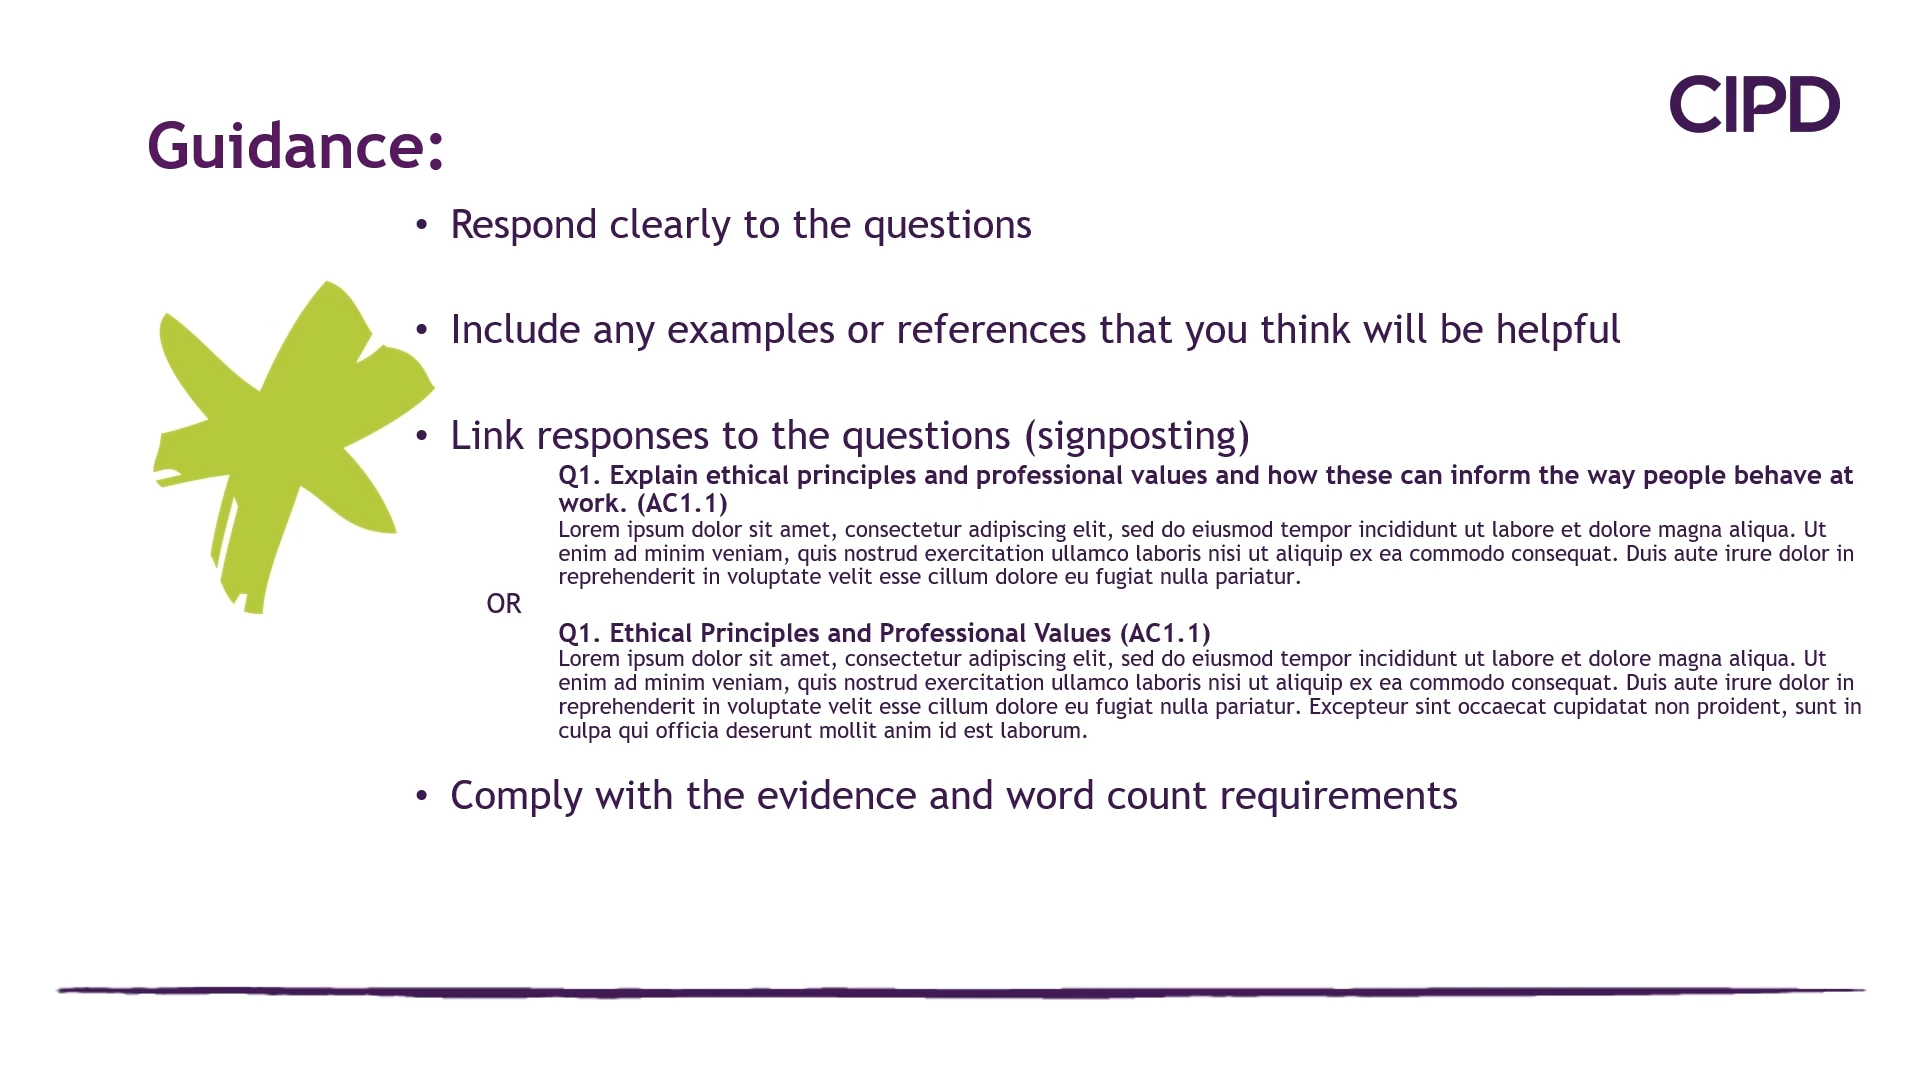 CIPD
Guidance:
• Respond clearly to the questions
• Include any examples or references that you think will be helpful
• Link responses to the questions (signposting)
Q1. Explain ethical principles and professional values and how these can inform the way people behave at
work. (AC1.1)
Lorem ipsum dolor sit amet, consectetur adipiscing elit, sed do eiusmod tempor incididunt ut labore et dolore magna aliqua. Ut
enim ad minim veniam, quis nostrud exercitation ullamco laboris nisi ut aliquip ex ea commodo consequat. Duis aute irure dolor in
reprehenderit in voluptate velit esse cillum dolore eu fugiat nulla pariatur.
OR
Q1. Ethical Principles and Professional Values (AC1.1)
Lorem ipsum dolor sit amet, consectetur adipiscing elit, sed do eiusmod tempor incididunt ut labore et dolore magna aliqua. Ut
enim ad minim veniam, quis nostrud exercitation ullamco laboris nisi ut aliquip ex ea commodo consequat. Duis aute irure dolor in
reprehenderit in voluptate velit esse cillum dolore eu fugiat nulla pariatur. Excepteur sint occaecat cupidatat non proident, sunt in
culpa qui officia deserunt mollit anim id est laborum.
• Comply with the evidence and word count requirements